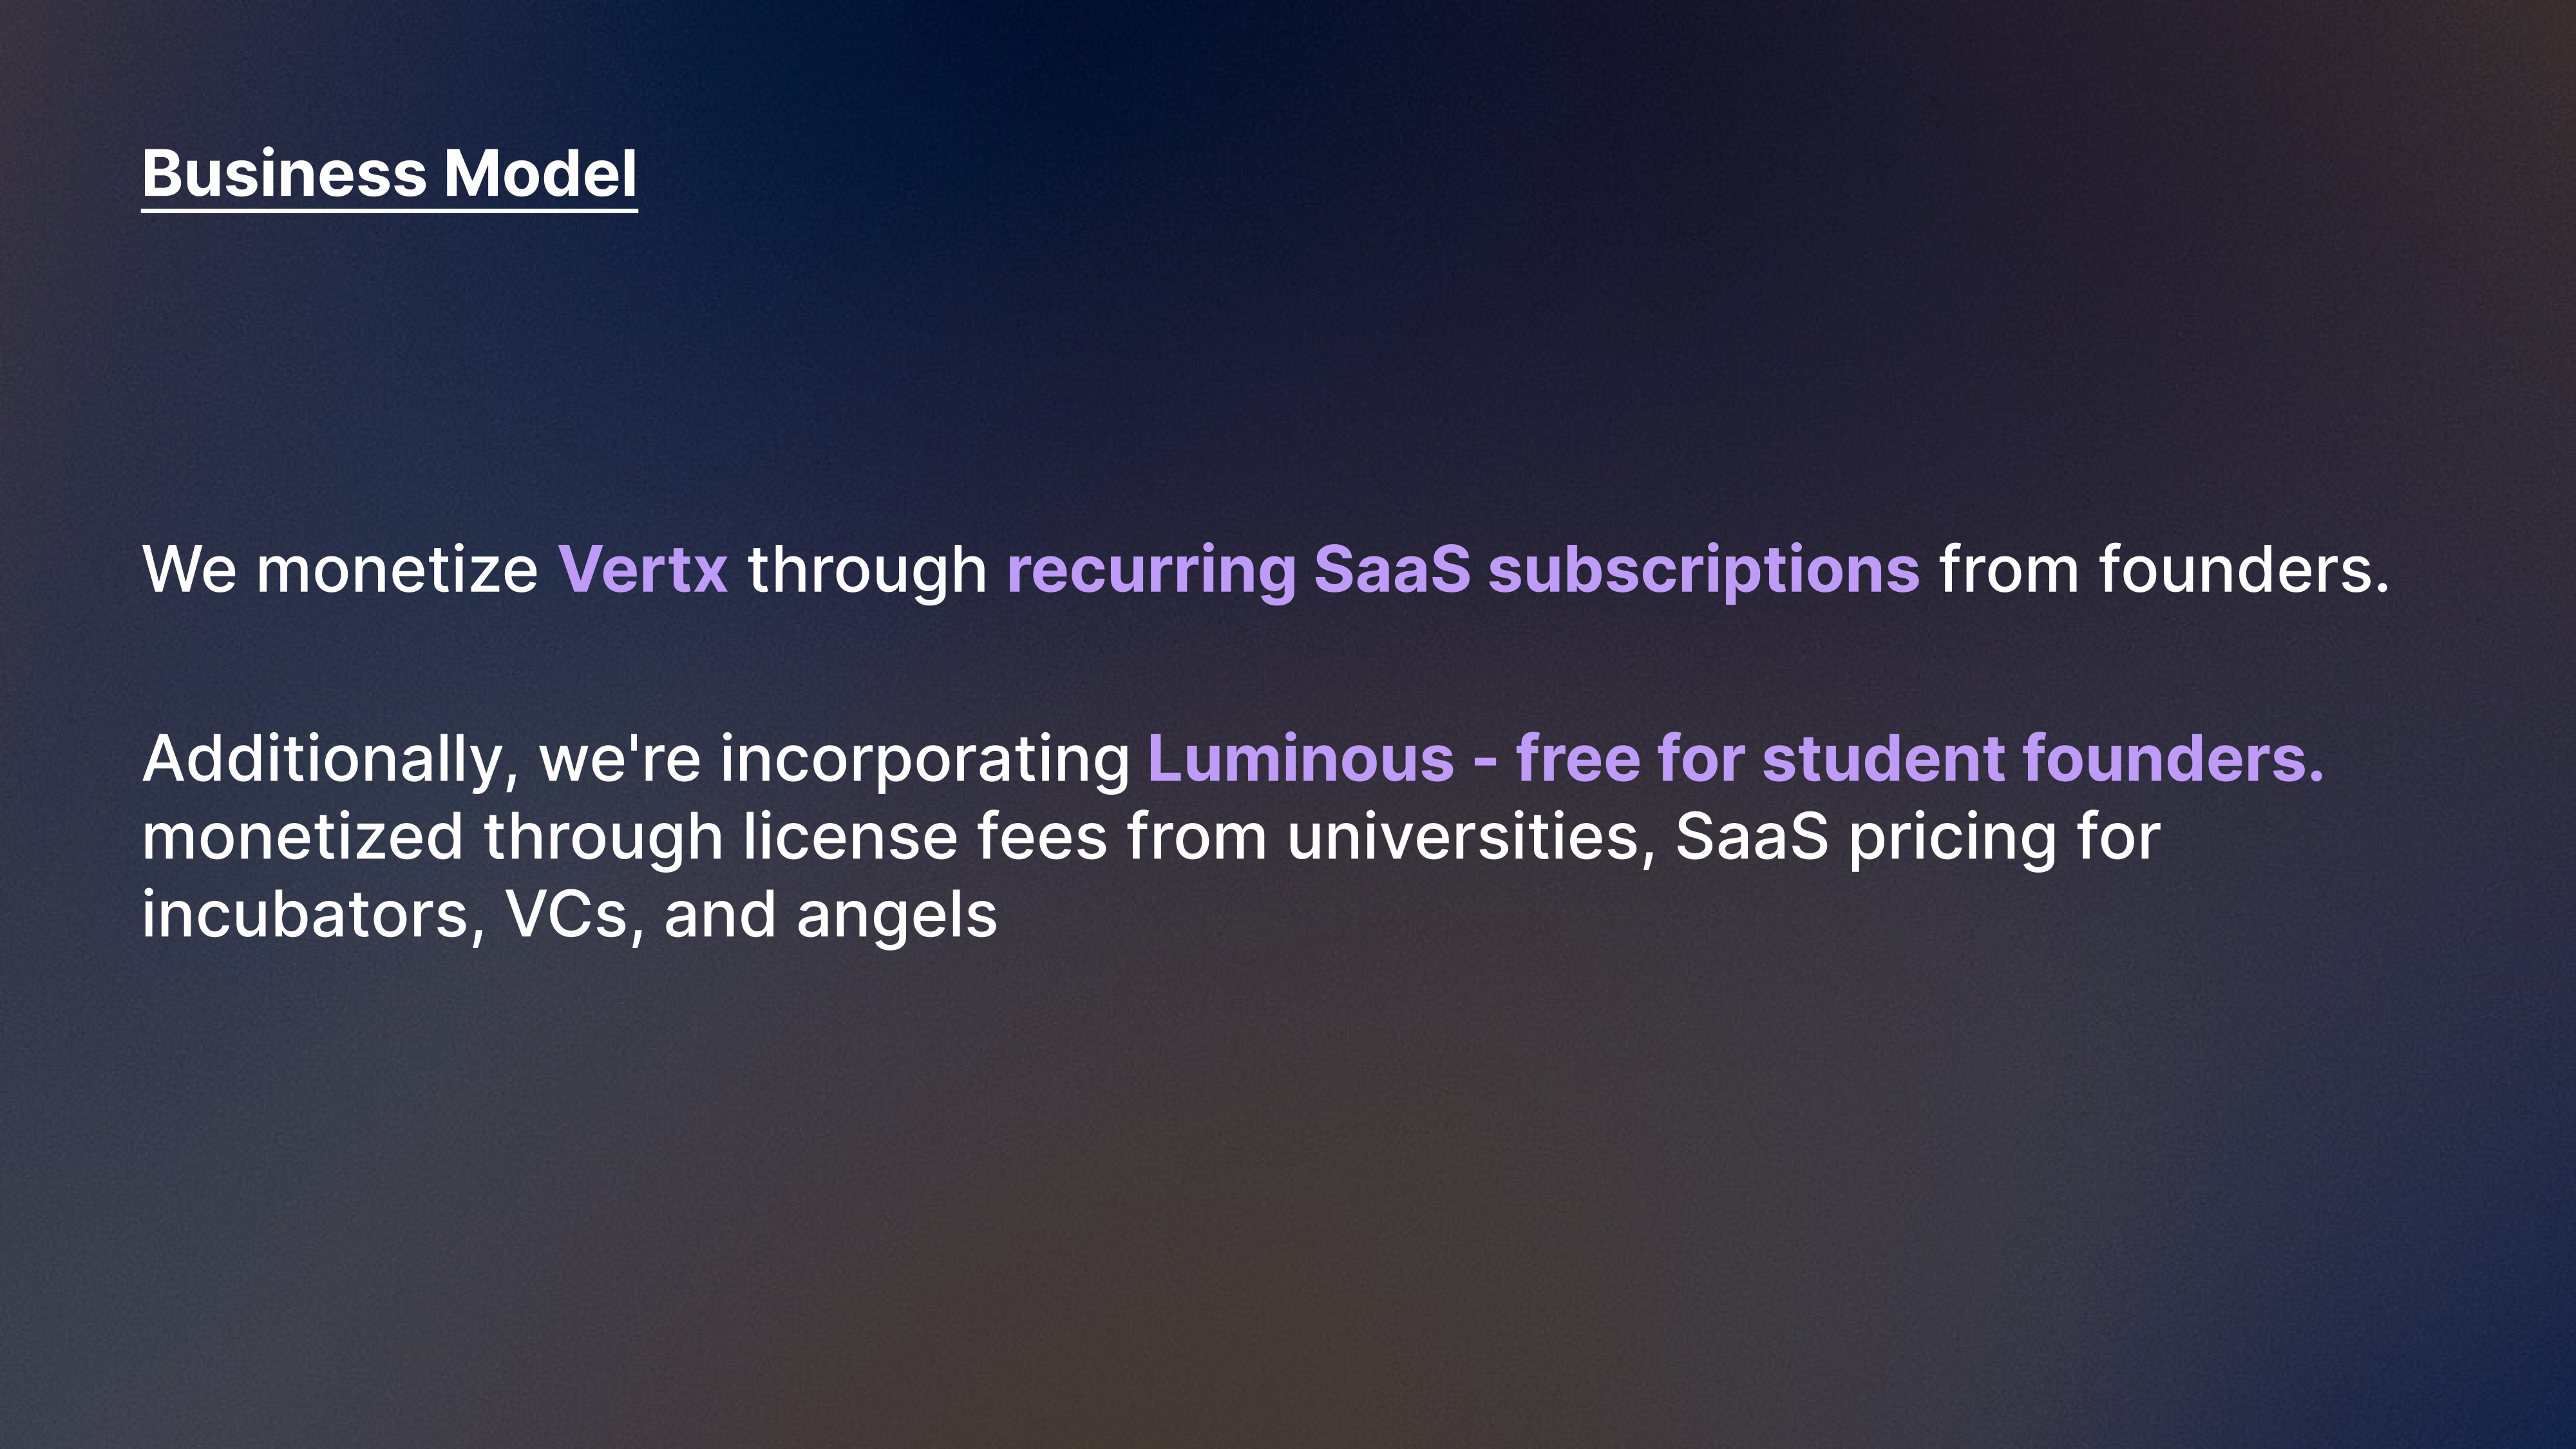 Business Model
We monetize Vertx through recurring SaaS subscriptions from founders.
Additionally, we're incorporating Luminous - free for student founders.
monetized through license fees from universities, SaaS pricing for
incubators, VCs, and angels